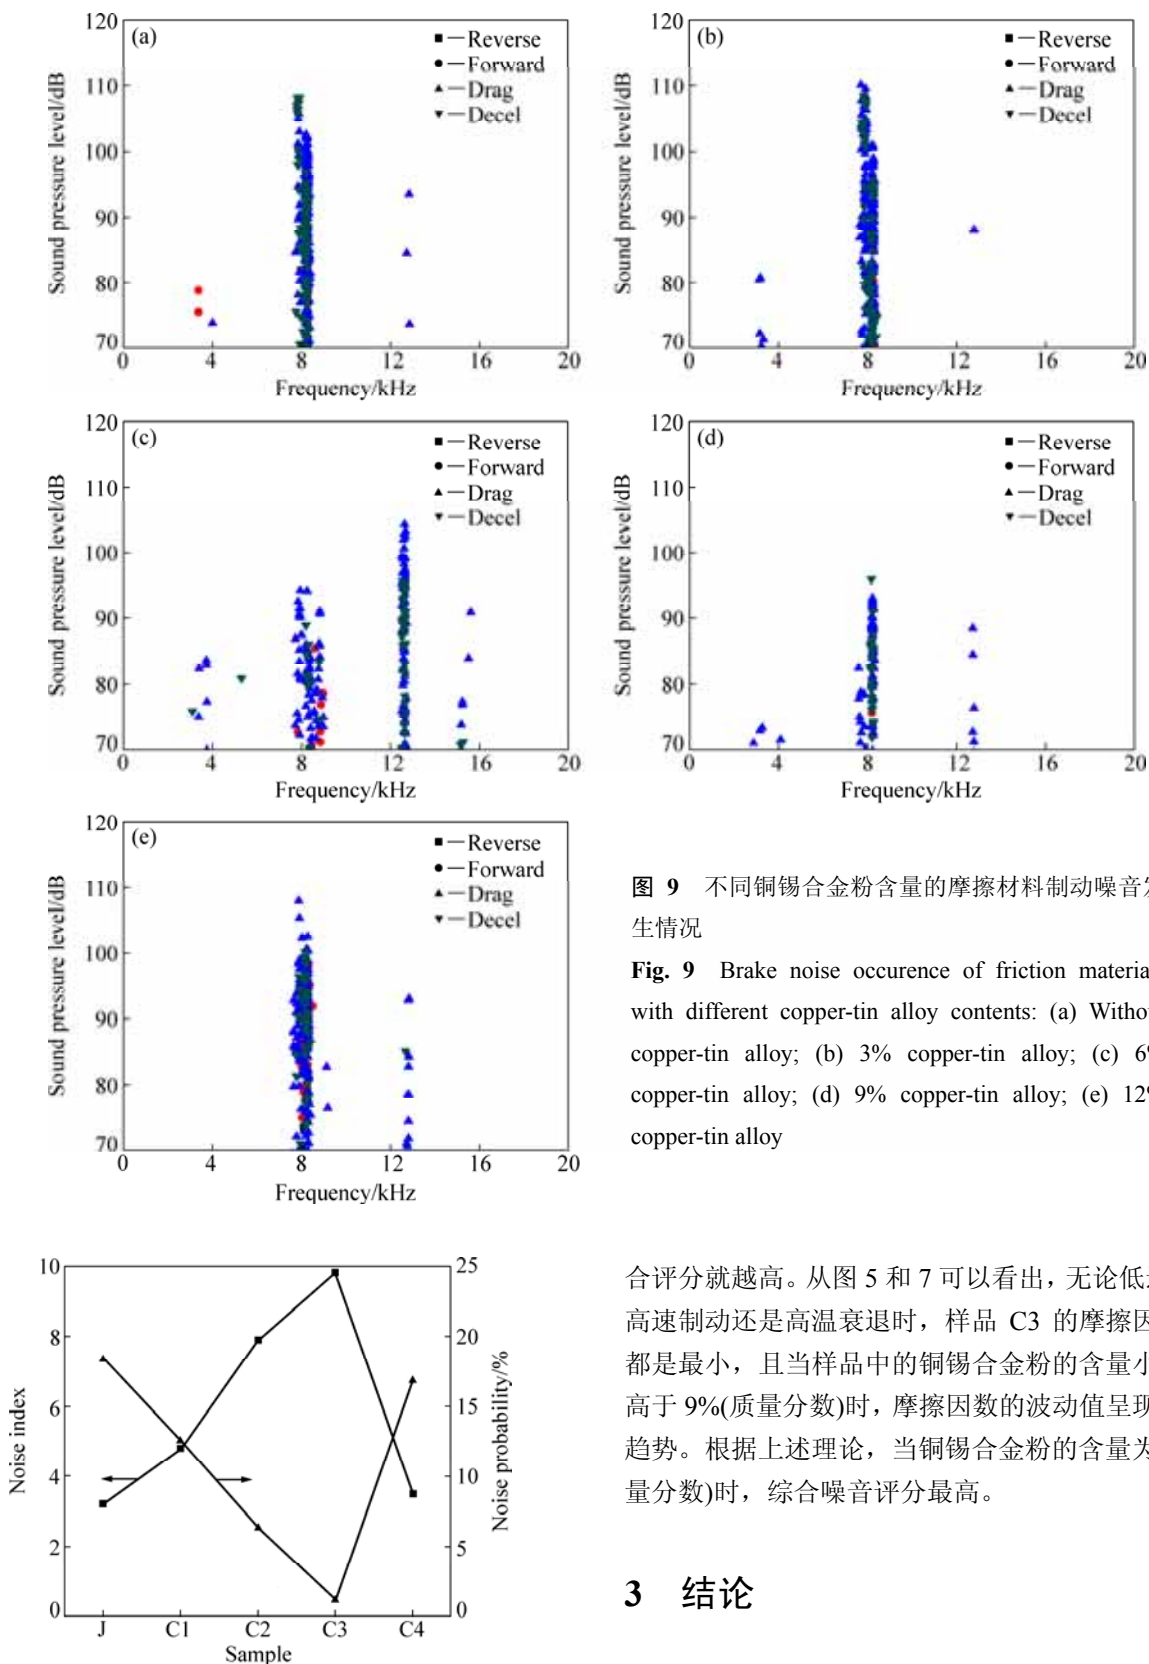 (a)
Reverse
Forward
Drag
Decel
120
110
100
90
80
70
0 4 8 12 16 20
Sound pressure level/dB
Frequency/kHz
(b)
Reverse
Forward
Drag
Decel
120
110
100
90
80
70
0 4 8 12 16 20
Sound pressure level/dB
Frequency/kHz
(c)
Reverse
Forward
Drag
Decel
120
110
100
90
80
70
0 4 8 12 16 20
Sound pressure level/dB
Frequency/kHz
(d)
Reverse
Forward
Drag
Decel
120
110
100
90
80
70
0 4 8 12 16 20
Sound pressure level/dB
Frequency/kHz
(e)
Reverse
Forward
Drag
Decel
120
110
100
90
80
70
0 4 8 12 16 20
Sound pressure level/dB
Frequency/kHz
图 9 不同铜锡合金粉含量的摩擦材料制动噪音发
生情况
Fig. 9 Brake noise occurence of friction material
with different copper-tin alloy contents: (a) Withou
copper-tin alloy; (b) 3% copper-tin alloy; (c) 6%
copper-tin alloy; (d) 9% copper-tin alloy; (e) 12%
copper-tin alloy
10
8
6
4
2
0
Noise index
25
20
15
10
5
0
Noise probability/%
J C1 C2 C3 C4
Sample
合评分就越高。从图 5 和 7 可以看出，无论低
高速制动还是高温衰退时，样品 C3 的摩擦因
都是最小，且当样品中的铜锡合金粉的含量小
高于 9%(质量分数)时，摩擦因数的波动值呈现
趋势。根据上述理论，当铜锡合金粉的含量为
量分数)时，综合噪音评分最高。
3 结论